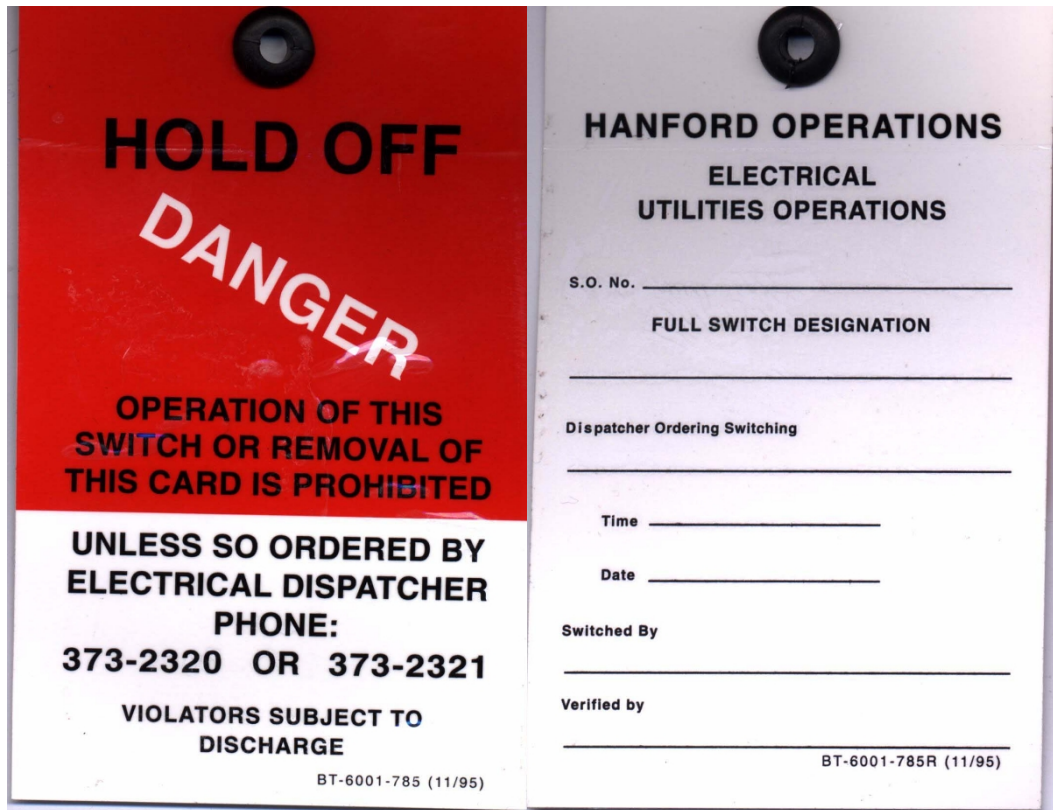 HOLD OFF
DANGER
OPERATION OF THIS
SWITCH OR REMOVAL OF
THIS CARD IS PROHIBITED
UNLESS SO ORDERED BY
ELECTRICAL DISPATCHER
PHONE:
373-2320 OR 373-2321
VIOLATORS SUBJECT TO
DISCHARGE
BT-6001-785 (11/95)
HANFORD OPERATIONS
ELECTRICAL
UTILITIES OPERATIONS
S.O. No.
FULL SWITCH DESIGNATION
Dispatcher Ordering Switching
Time
Date
Switched By
Verified by
BT-6001-785R (11/95)